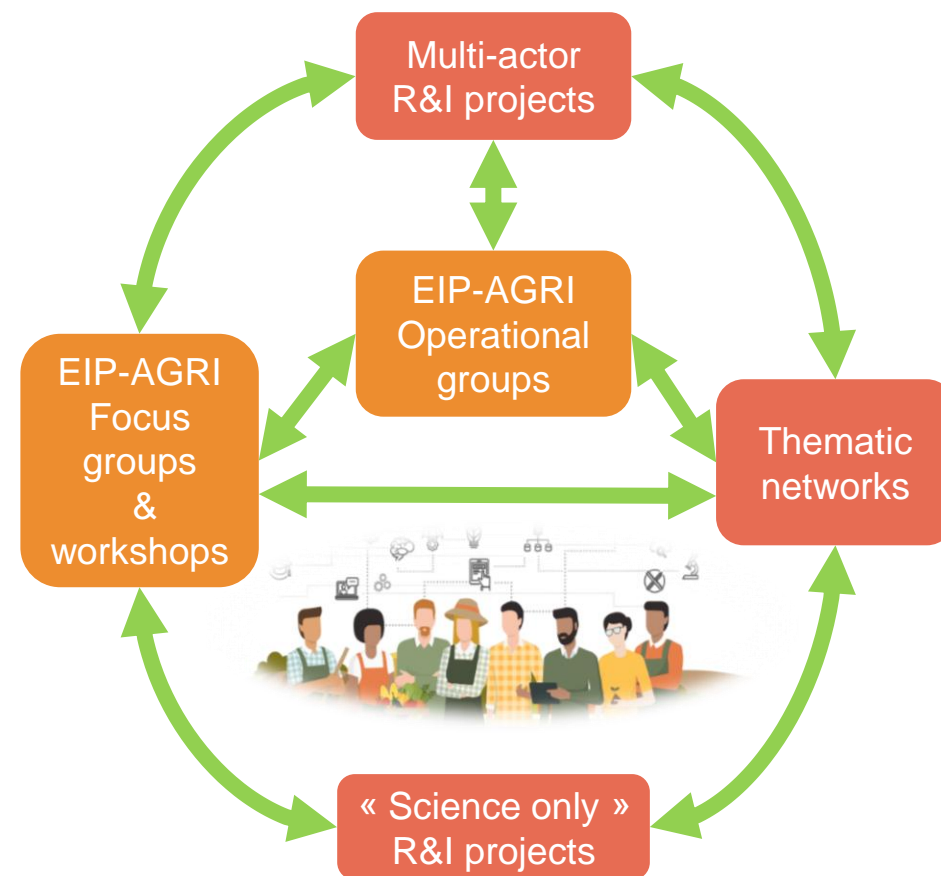 Multi-actor
R&I projects
EIP-AGRI
Operational
groups
EIP-AGRI
Focus
groups
&
workshops
Thematic
networks
« Science only »
R&I projects